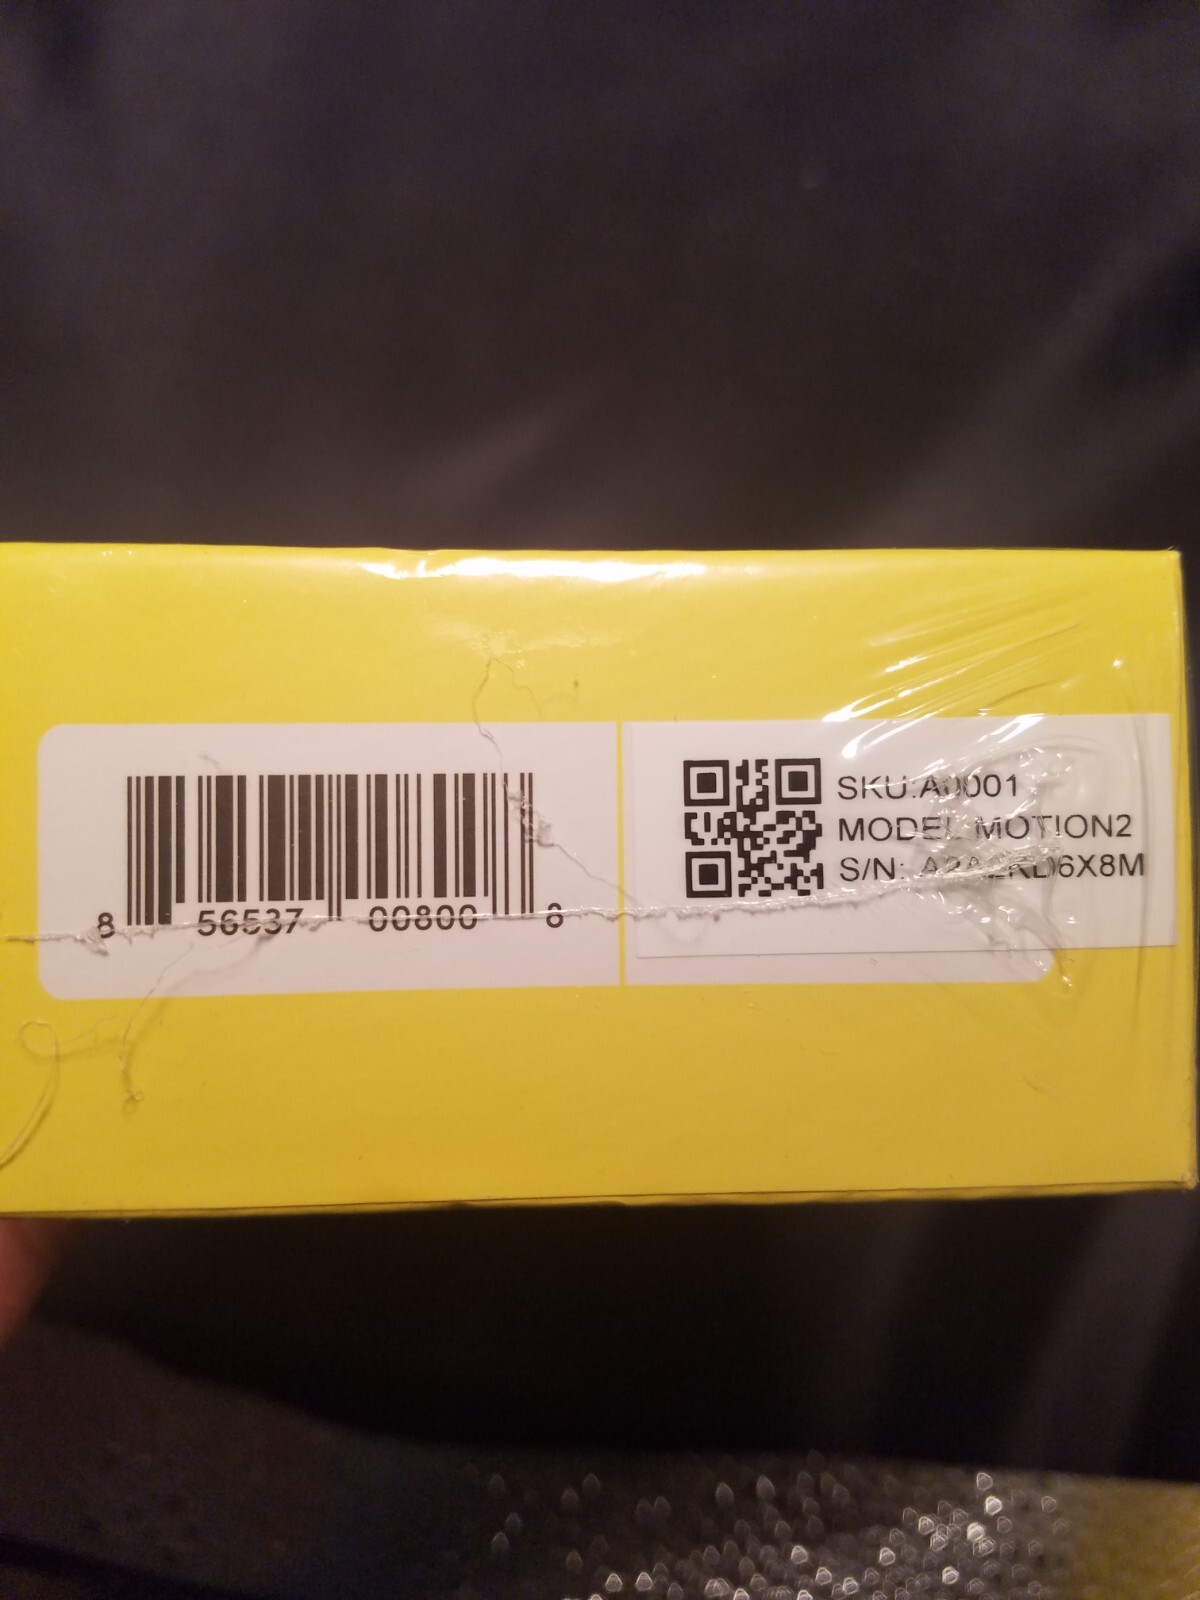 8 56537 00800 8
SKU:A0001
MODEL MOTION2
S/N: